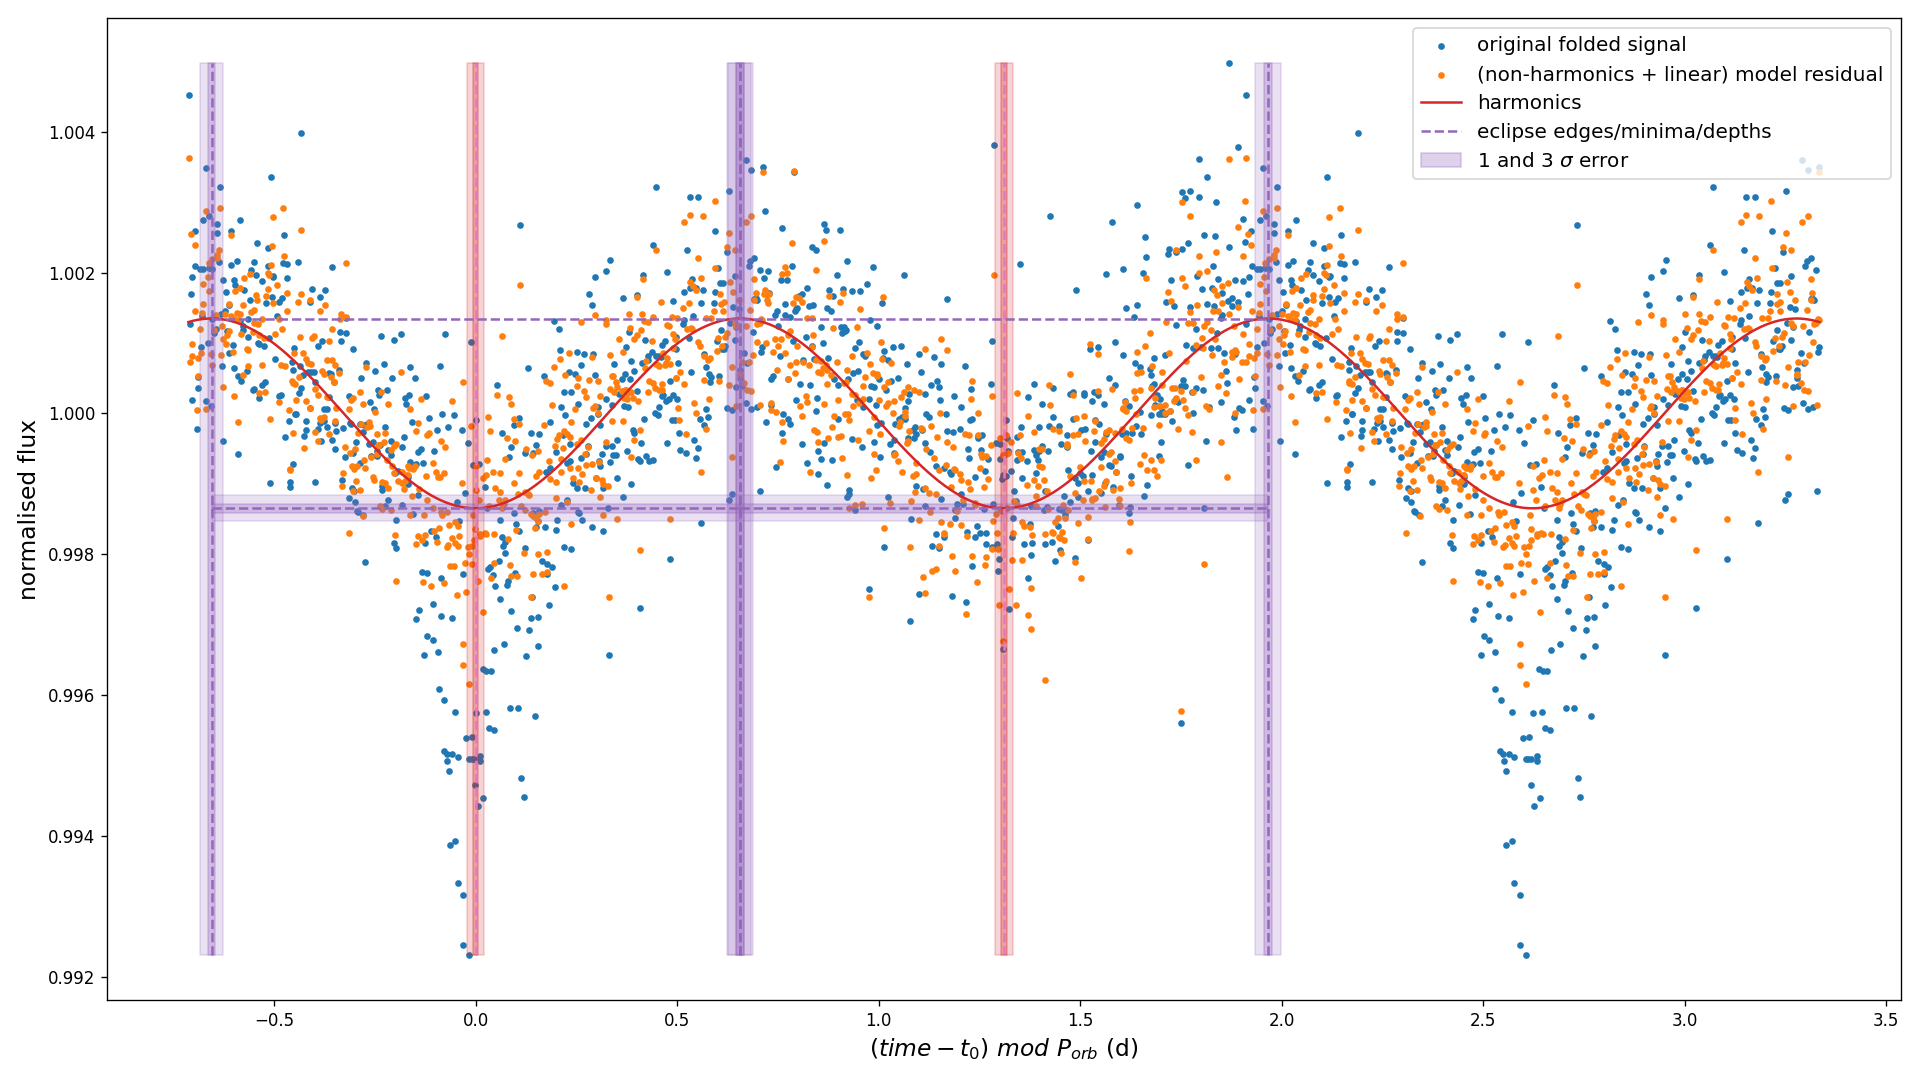 original folded signal
(non-harmonics + linear) model residual
harmonics
eclipse edges/minima/depths
1 and 3 σ error
normalised flux
1.004
1.002
1.000
0.998
0.996
0.994
0.992
−0.5 0.0 0.5 1.0 1.5 2.0 2.5 3.0 3.5
(time − t₀) mod Pₒᵣb (d)